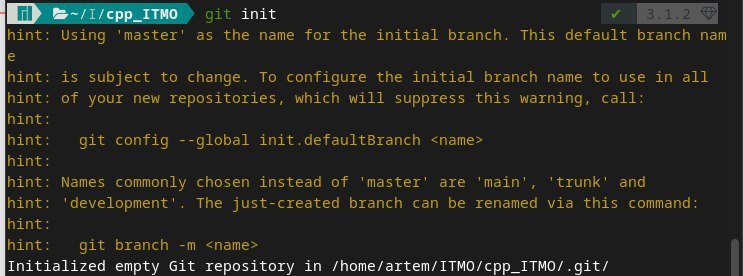 ~/I/cpp_ITMO git init ✔ 3.1.2
hint: Using 'master' as the name for the initial branch. This default branch nam
e
hint: is subject to change. To configure the initial branch name to use in all
hint: of your new repositories, which will suppress this warning, call:
hint:
hint:   git config --global init.defaultBranch <name>
hint:
hint: Names commonly chosen instead of 'master' are 'main', 'trunk' and
hint: 'development'. The just-created branch can be renamed via this command:
hint:
hint:   git branch -m <name>
Initialized empty Git repository in /home/artem/ITMO/cpp_ITMO/.git/